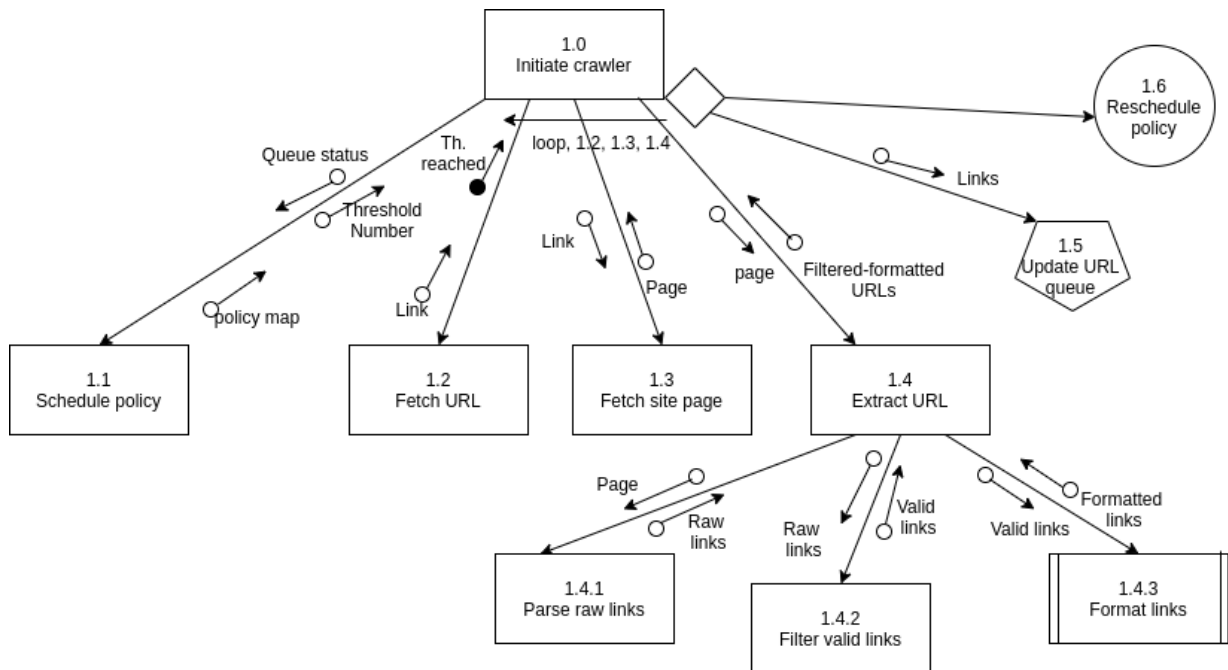 1.0
Initiate crawler
1.6
Reschedule
policy
Th.
reached
loop, 1.2, 1.3, 1.4
Queue status
Links
Threshold
Number
Link
1.5
Update URL
queue
Page
page
Filtered-formatted
URLs
policy map
Link
1.1
Schedule policy
1.2
Fetch URL
1.3
Fetch site page
1.4
Extract URL
Page
Raw
links
Raw
links
Valid
links
Valid links
Formatted
links
1.4.1
Parse raw links
1.4.2
Filter valid links
1.4.3
Format links